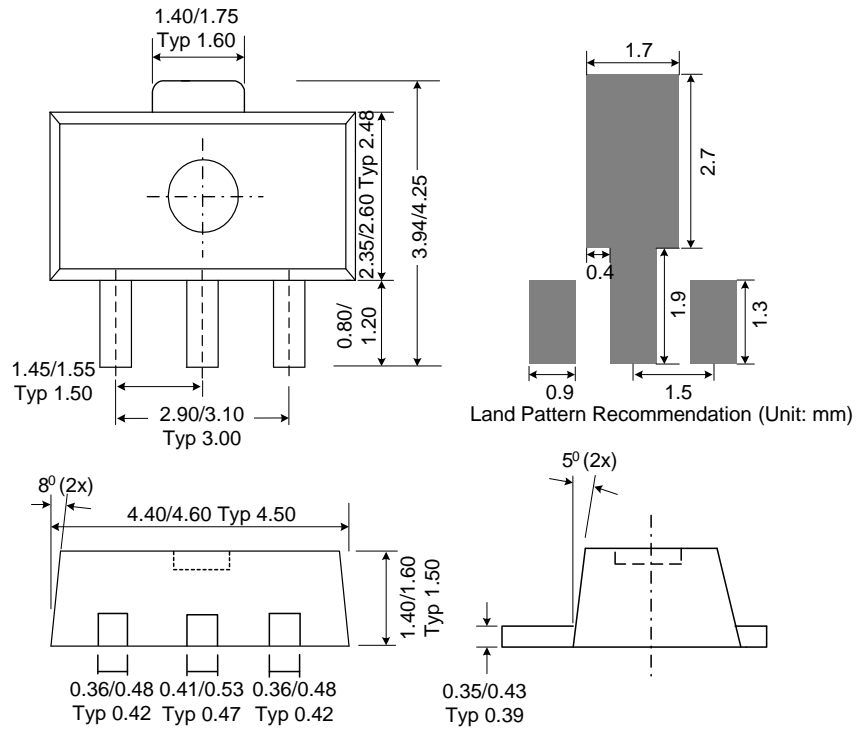 1.40/1.75
Typ 1.60
2.35/2.60 Typ 2.48
3.94/4.25
0.80/
1.20
1.45/1.55
Typ 1.50
2.90/3.10
Typ 3.00
1.7
2.7
0.4
1.9
1.3
0.9
1.5
Land Pattern Recommendation (Unit: mm)
8⁰ (2x)
4.40/4.60 Typ 4.50
1.40/1.60
Typ 1.50
0.36/0.48 0.41/0.53 0.36/0.48
Typ 0.42 Typ 0.47 Typ 0.42
5⁰ (2x)
0.35/0.43
Typ 0.39